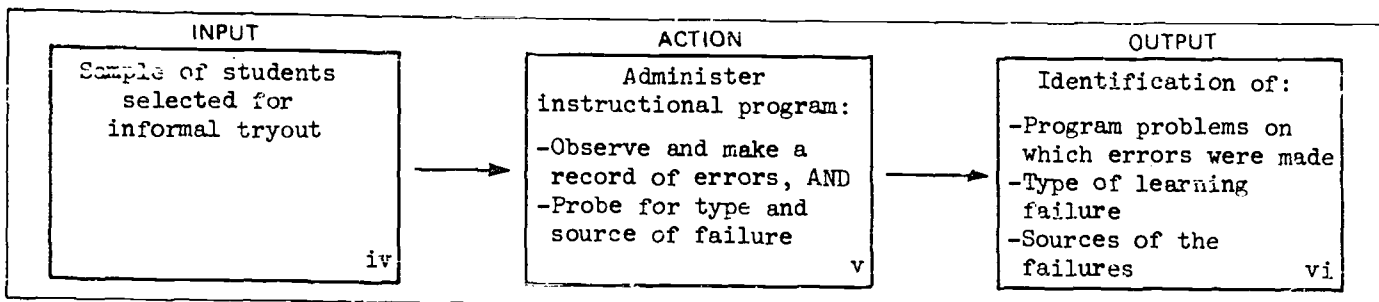 INPUT
Sample of students
selected for
informal tryout
iv
ACTION
Administer
instructional program:
-Observe and make a
record of errors, AND
-Probe for type and
source of failure
v
OUTPUT
Identification of:
-Program problems on
which errors were made
-Type of learning
failure
-Sources of the
failures
vi